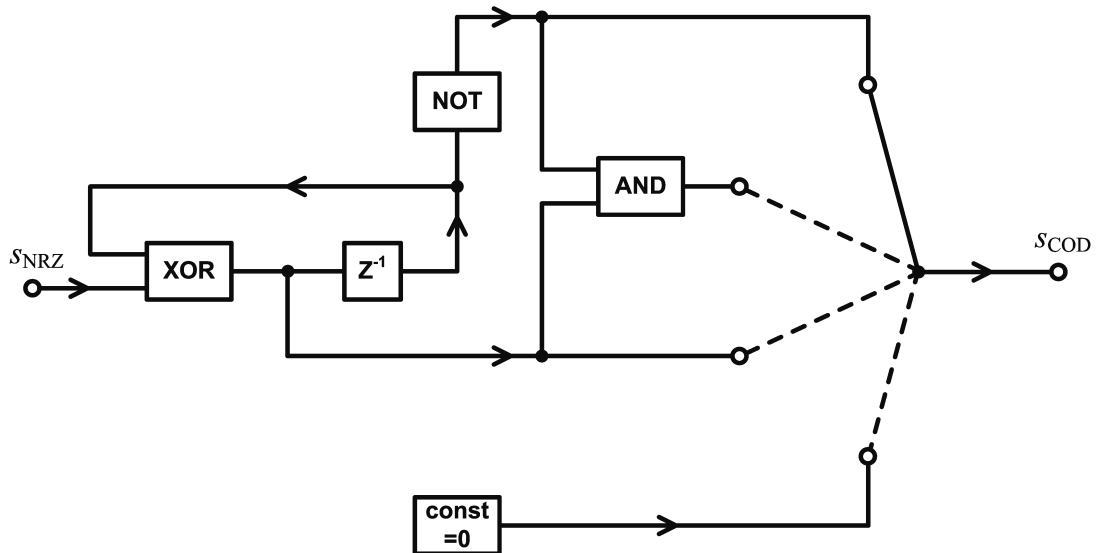 NOT
AND
s_NRZ
XOR
Z^-1
s_COD
const
=0